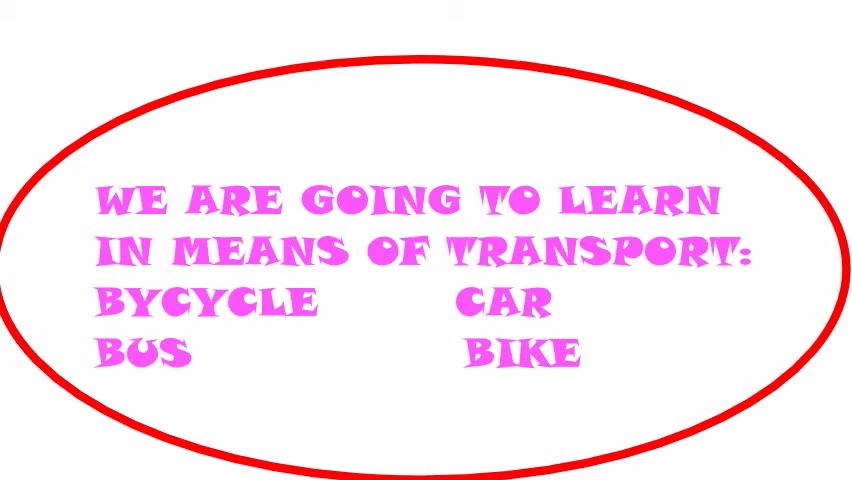 WE ARE GOING TO LEARN
IN MEANS OF TRANSPORT:
BYCYCLE CAR
BUS BIKE